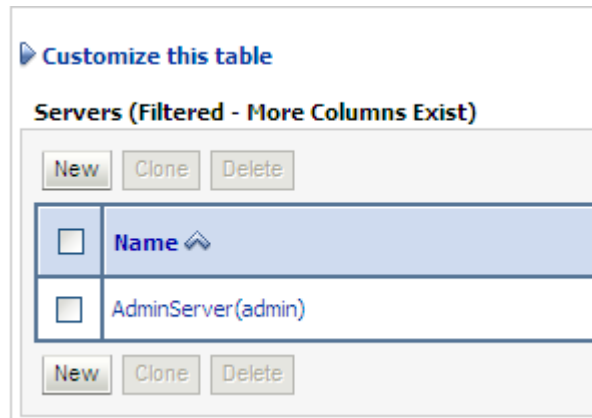 Customize this table
Servers (Filtered - More Columns Exist)
New Clone Delete
Name
AdminServer(admin)
New Clone Delete